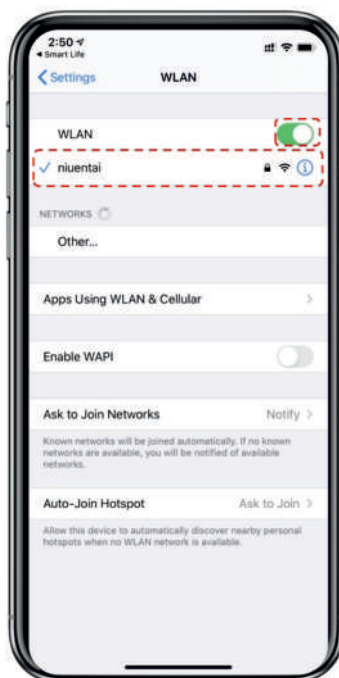 2:50
Smart Life
Settings
WLAN
WLAN
niuentai
NETWORKS
Other...
Apps Using WLAN & Cellular
Enable WAPI
Ask to Join Networks
Notify
Known networks will be joined automatically. If no known
networks are available, you will be notified of available
networks.
Auto-Join Hotspot
Ask to Join
Allow this device to automatically discover nearby personal
hotspots when no WLAN network is available.